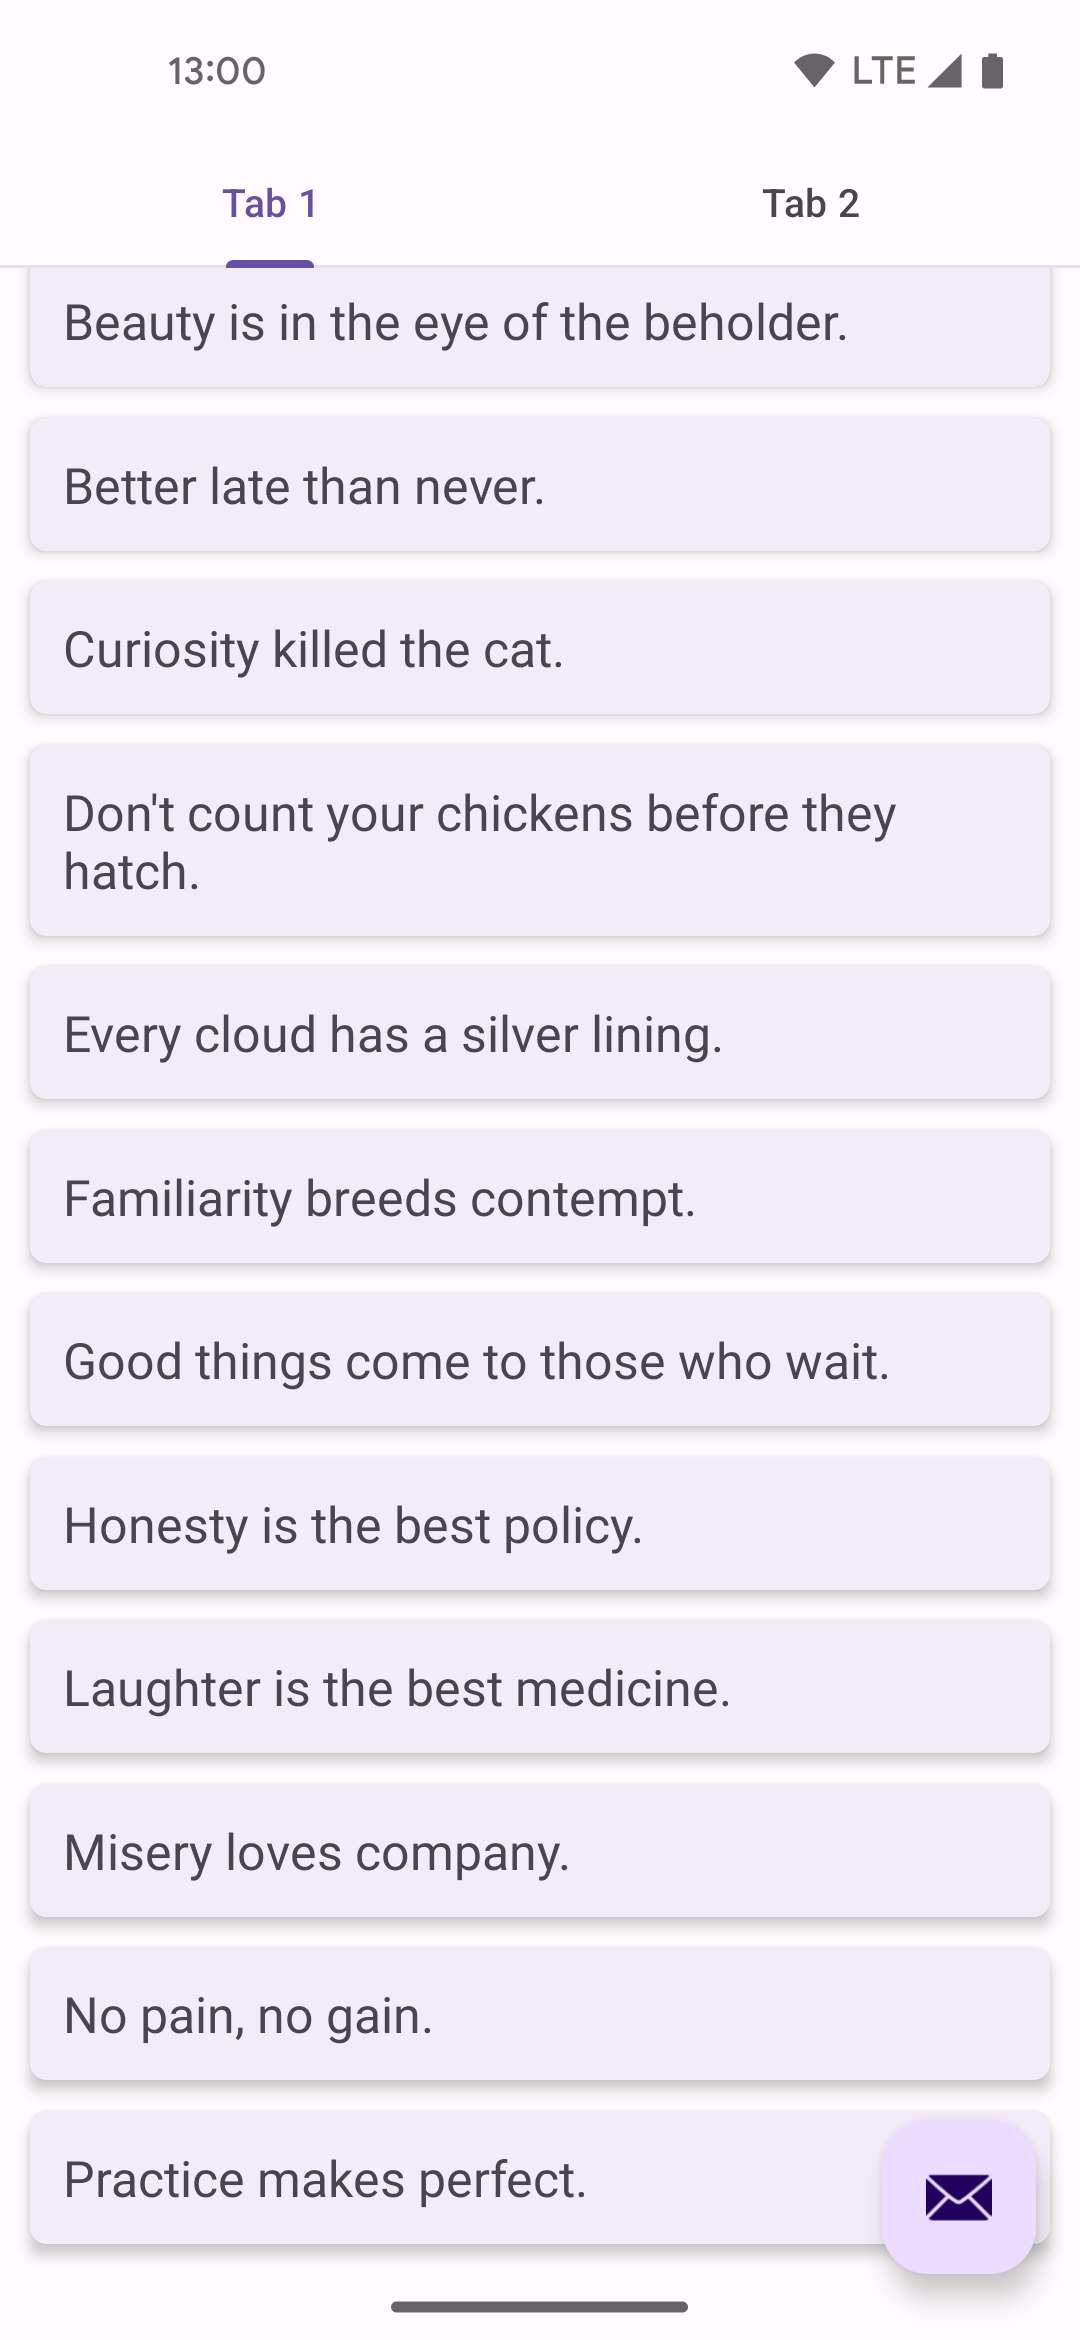 13:00
LTE
Tab 1
Tab 2
Beauty is in the eye of the beholder.
Better late than never.
Curiosity killed the cat.
Don't count your chickens before they
hatch.
Every cloud has a silver lining.
Familiarity breeds contempt.
Good things come to those who wait.
Honesty is the best policy.
Laughter is the best medicine.
Misery loves company.
No pain, no gain.
Practice makes perfect.